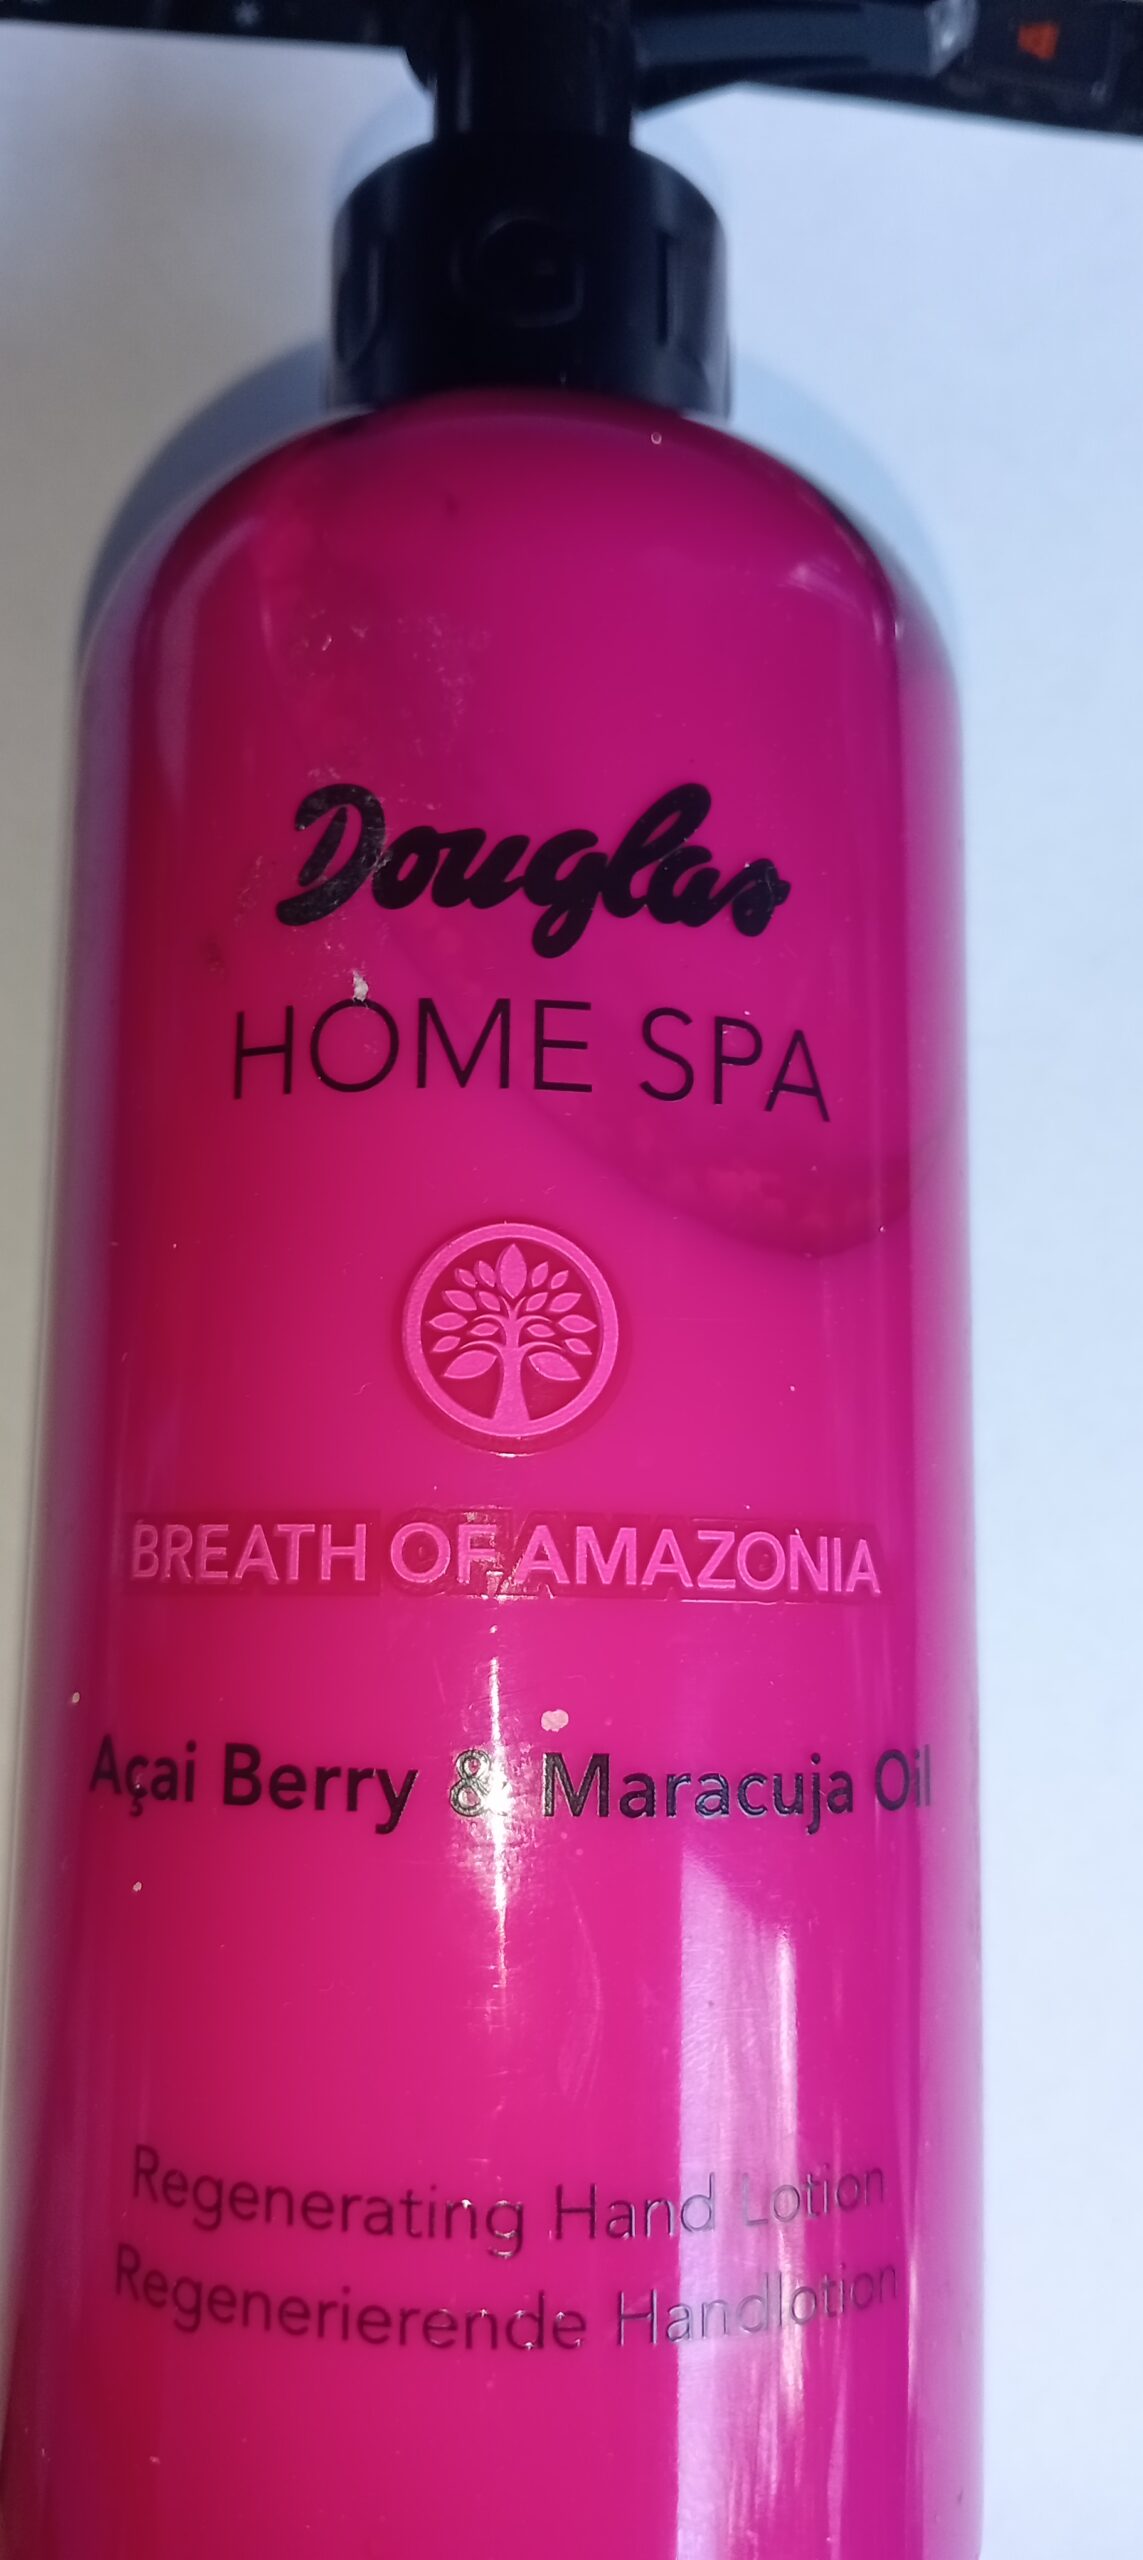 Douglas
HOME SPA
BREATH OF AMAZONIA
Açai Berry & Maracuja Oil
Regenerating Hand Lotion
Regenerierende Handlotion